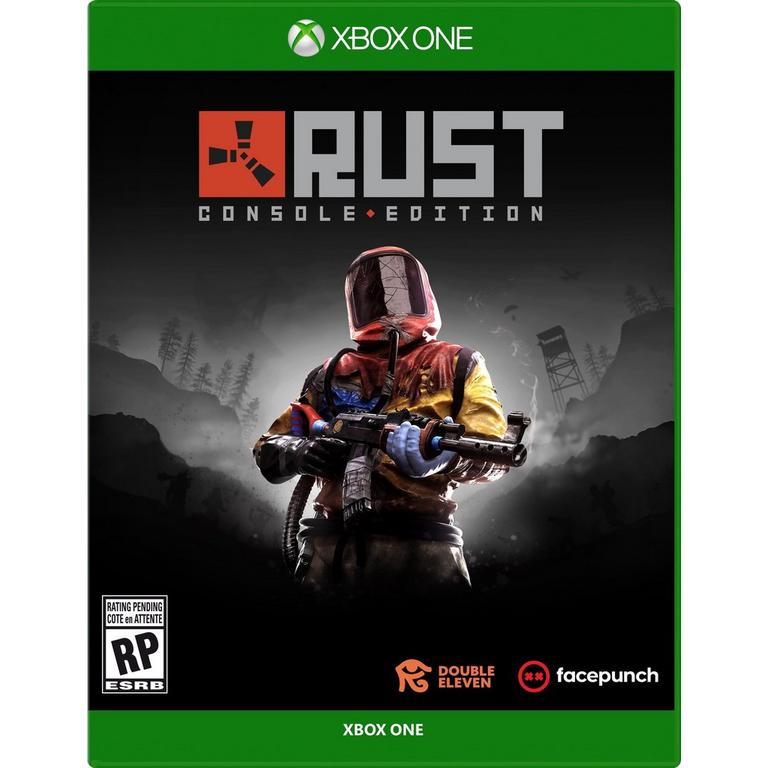 XBOX ONE
RUST
CONSOLE EDITION
RATING PENDING
COTE en ATTENTE
RP
ESRB
DOUBLE
ELEVEN
facepunch
XBOX ONE